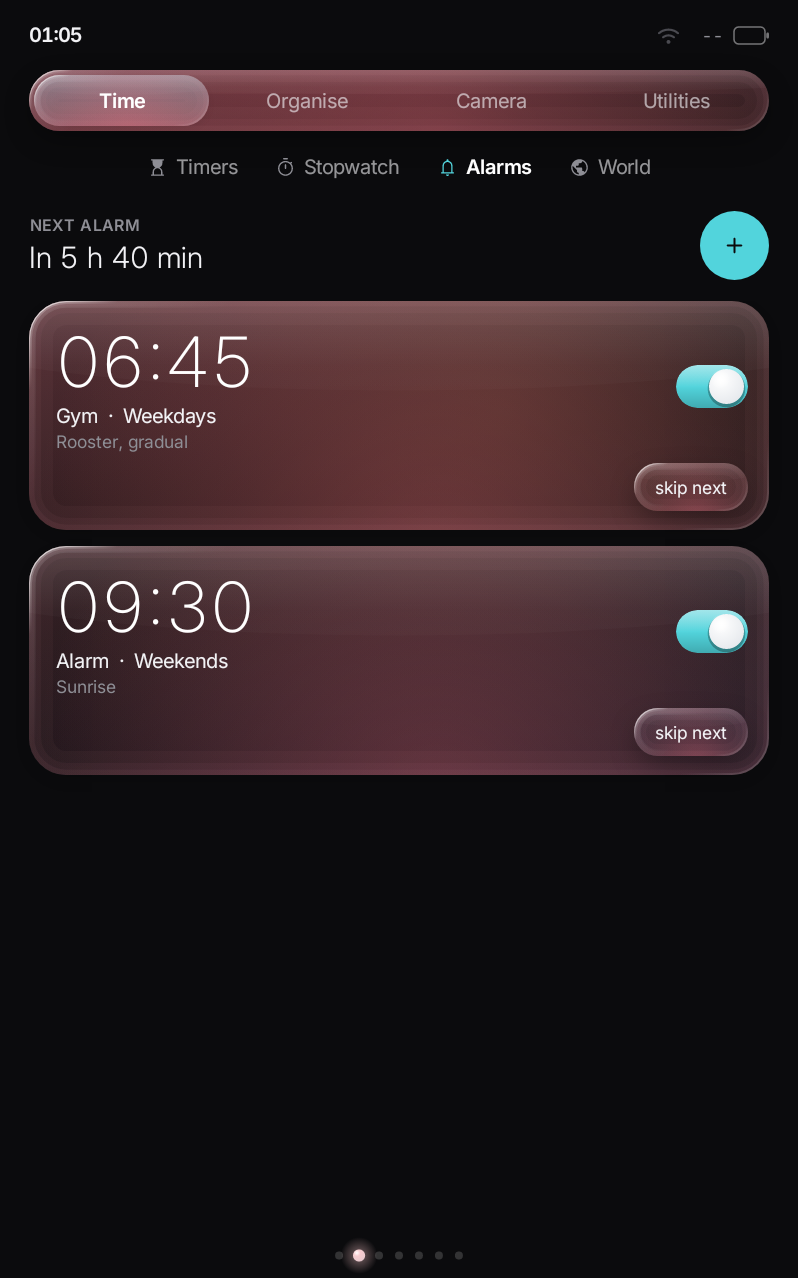 01:05
--
Time Organise Camera Utilities
Timers Stopwatch Alarms World
NEXT ALARM
In 5 h 40 min
+
06:45
Gym · Weekdays
Rooster, gradual
skip next
09:30
Alarm · Weekends
Sunrise
skip next